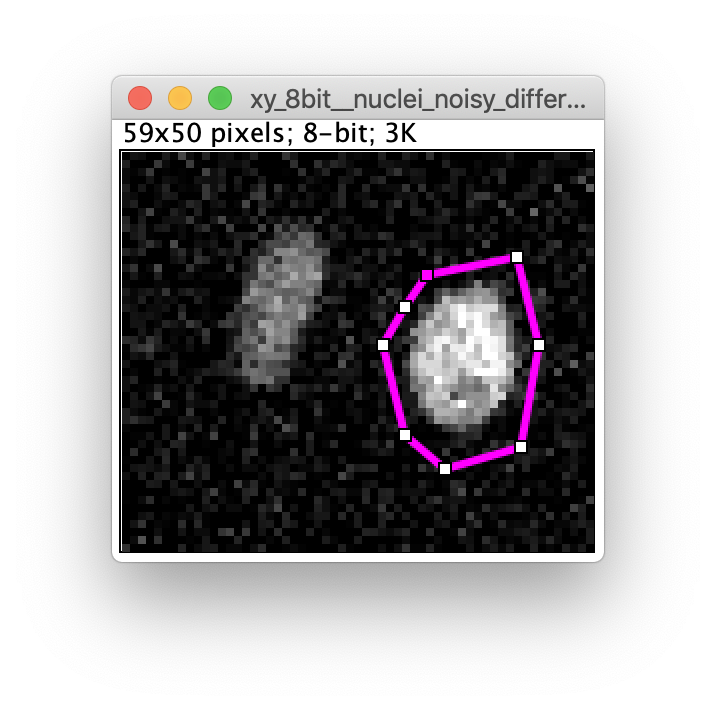 xy_8bit__nuclei_noisy_differ...
59x50 pixels; 8-bit; 3K